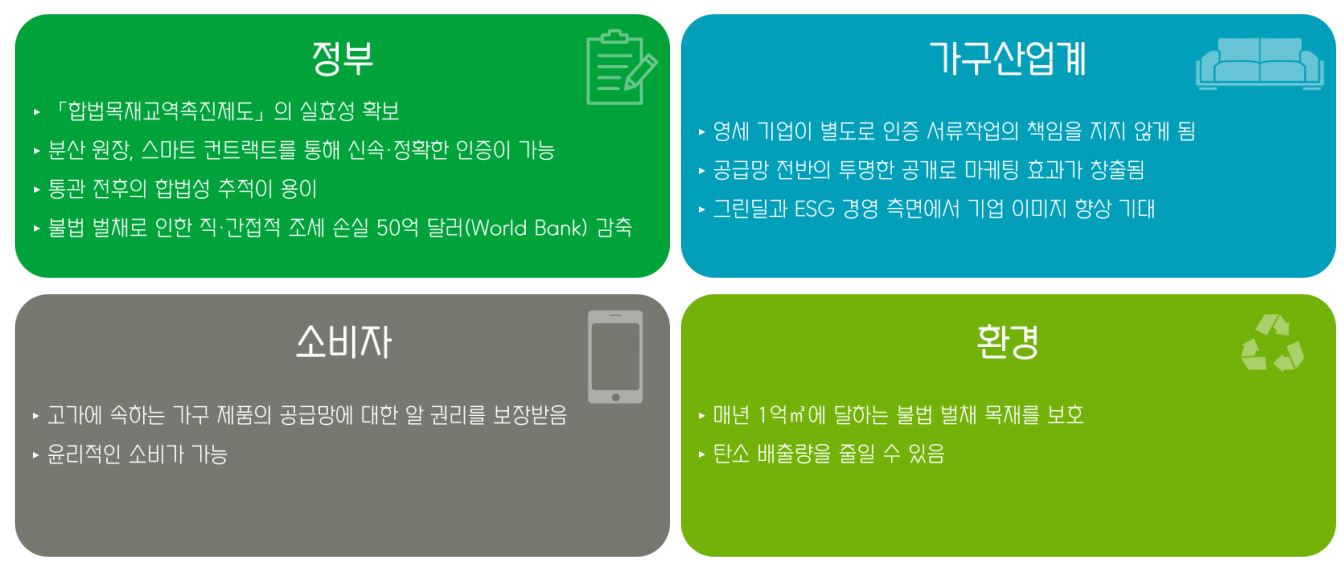 정부
▸ 「합법목재교역촉진제도」의 실효성 확보
▸ 분산 원장, 스마트 컨트랙트를 통해 신속·정확한 인증이 가능
▸ 통관 전후의 합법성 추적이 용이
▸ 불법 벌채로 인한 직·간접적 조세 손실 50억 달러(World Bank) 감축
가구산업계
▸ 영세 기업이 별도로 인증 서류작업의 책임을 지지 않게 됨
▸ 공급망 전반의 투명한 공개로 마케팅 효과가 창출됨
▸ 그린딜과 ESG 경영 측면에서 기업 이미지 향상 기대
소비자
▸ 고가에 속하는 가구 제품의 공급망에 대한 알 권리를 보장받음
▸ 윤리적인 소비가 가능
환경
▸ 매년 1억㎥에 달하는 불법 벌채 목재를 보호
▸ 탄소 배출량을 줄일 수 있음